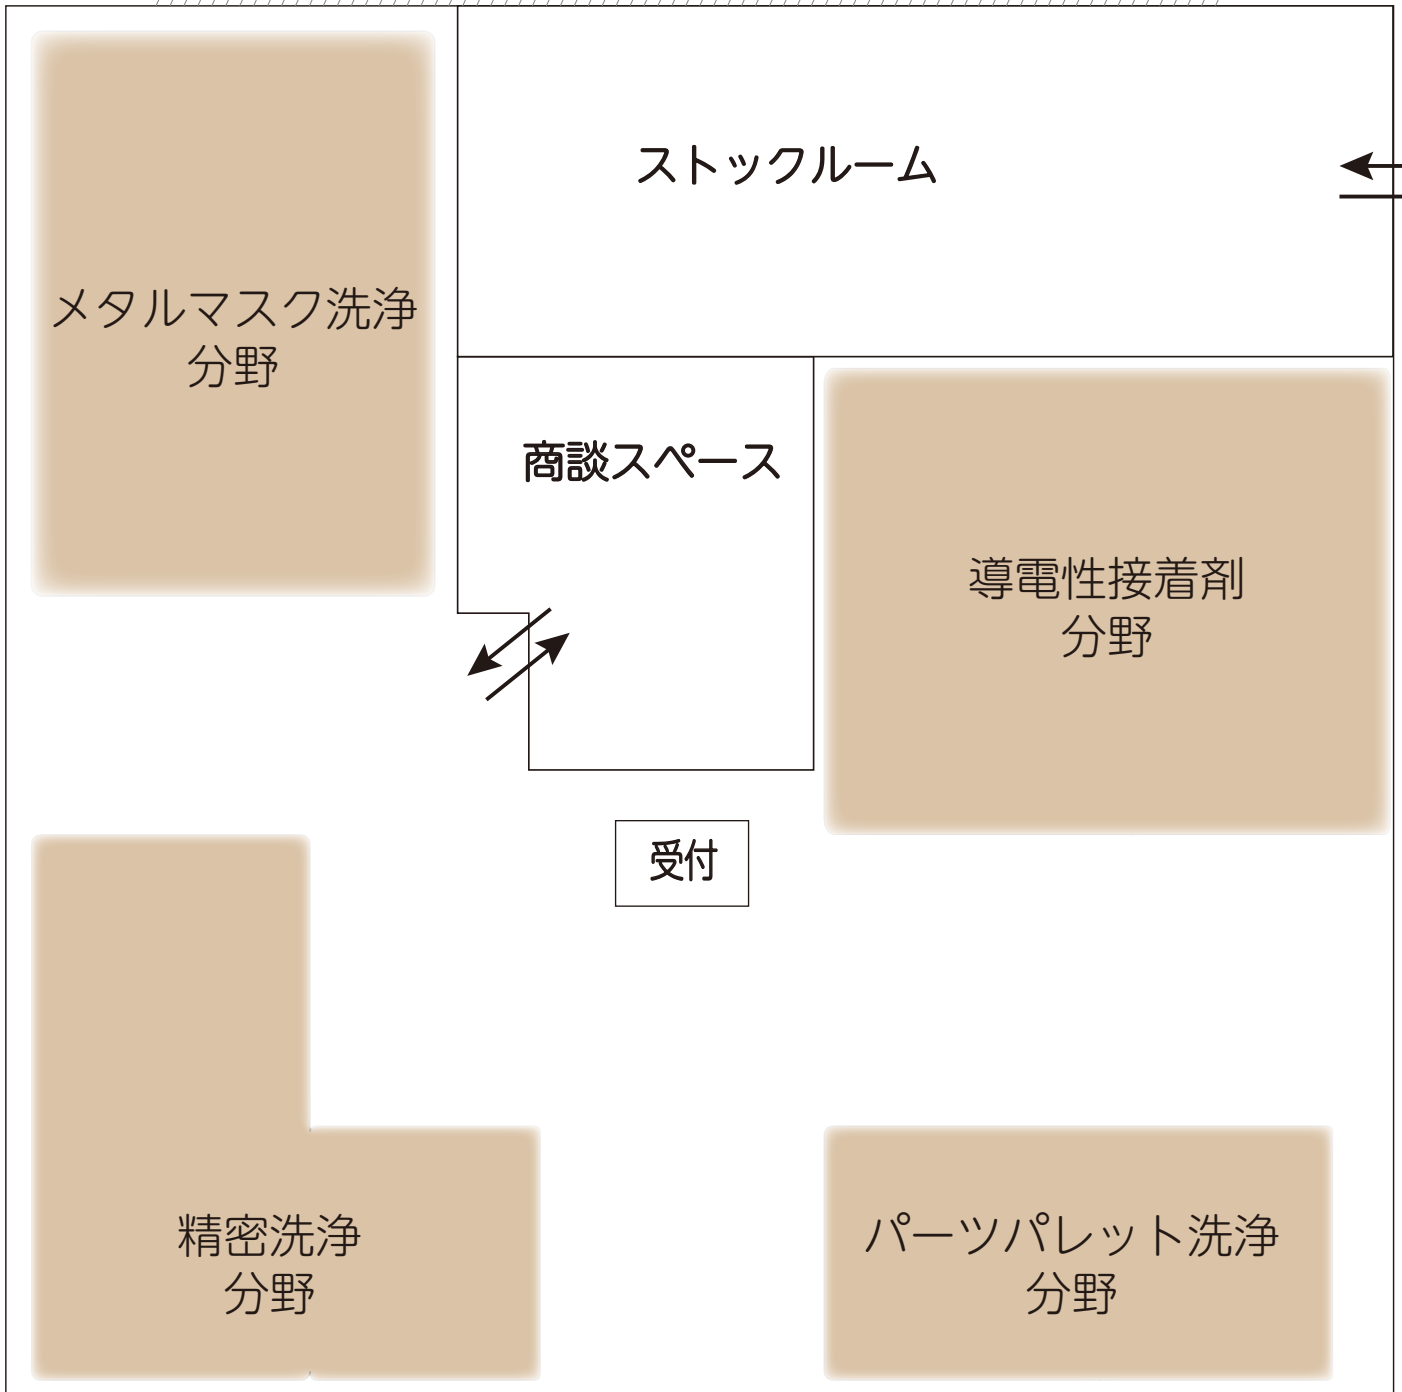 ストックルーム
メタルマスク洗浄
分野
商談スペース
導電性接着剤
分野
受付
精密洗浄
分野
パーツパレット洗浄
分野